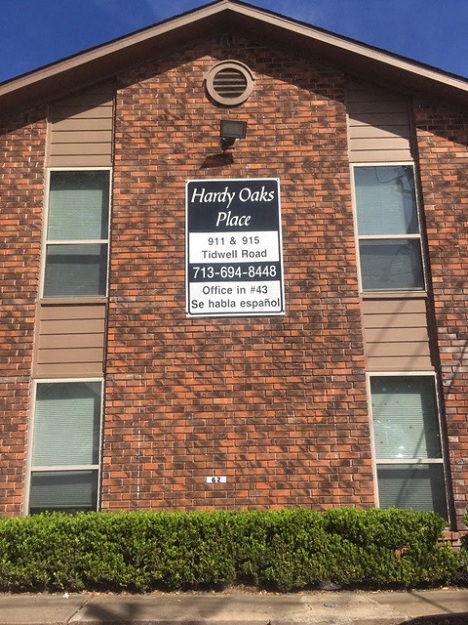 Hardy Oaks
Place
911 & 915
Tidwell Road
713-694-8448
Office in #43
Se habla español
62